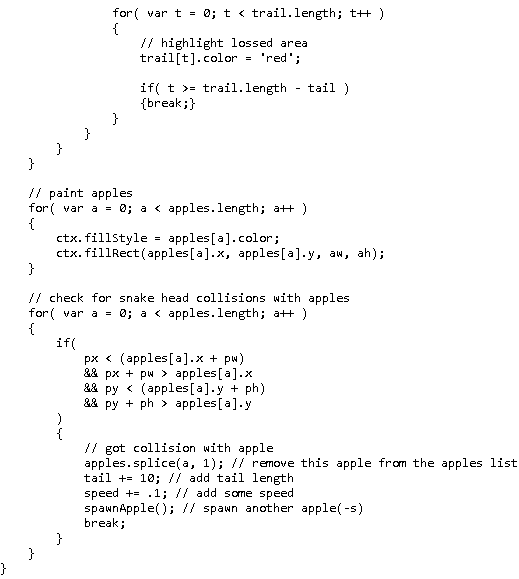 for( var t = 0; t < trail.length; t++ )
{
// highlight lossed area
trail[t].color = 'red';
if( t >= trail.length - tail )
{break;}
}
}
}
}
// paint apples
for( var a = 0; a < apples.length; a++ )
{
ctx.fillStyle = apples[a].color;
ctx.fillRect(apples[a].x, apples[a].y, aw, ah);
}
// check for snake head collisions with apples
for( var a = 0; a < apples.length; a++ )
{
if(
px < (apples[a].x + pw)
&& px + pw > apples[a].x
&& py < (apples[a].y + ph)
&& py + ph > apples[a].y
)
{
// got collision with apple
apples.splice(a, 1); // remove this apple from the apples list
tail += 10; // add tail length
speed += .1; // add some speed
spawnApple(); // spawn another apple(-s)
break;
}
}
}